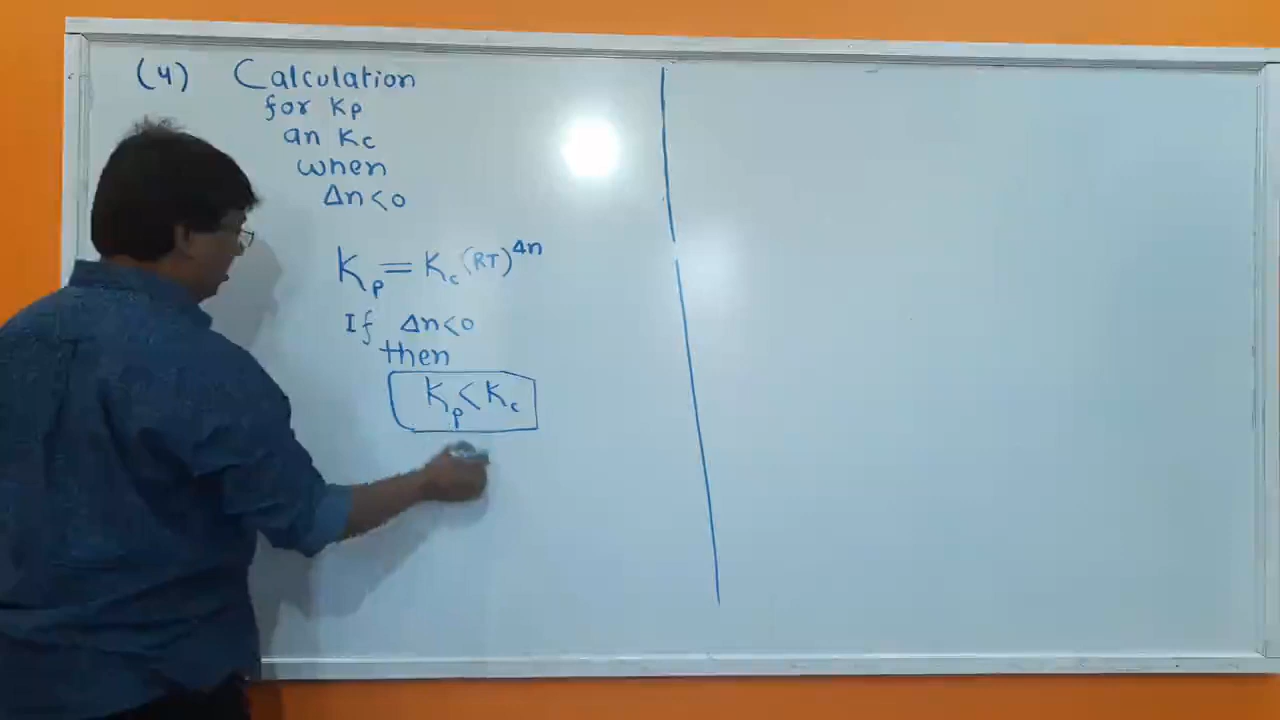 (4) Calculation
for Kp
an Kc
when
Δn<0
Kp = Kc (RT)^Δn
If Δn<0
then
Kp < Kc